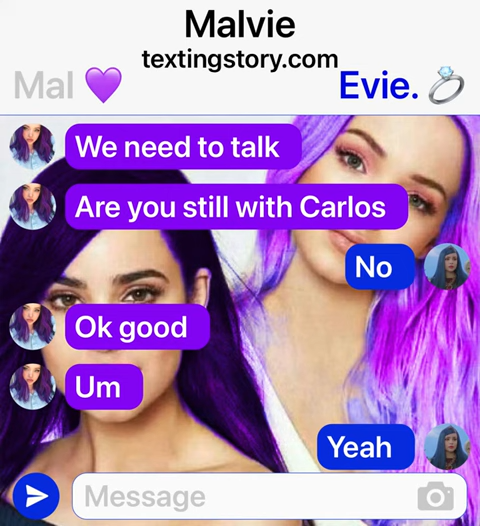 Malvie
textingstory.com
Mal 💜 Evie. 💍
We need to talk
Are you still with Carlos
No
Ok good
Um
Yeah
Message